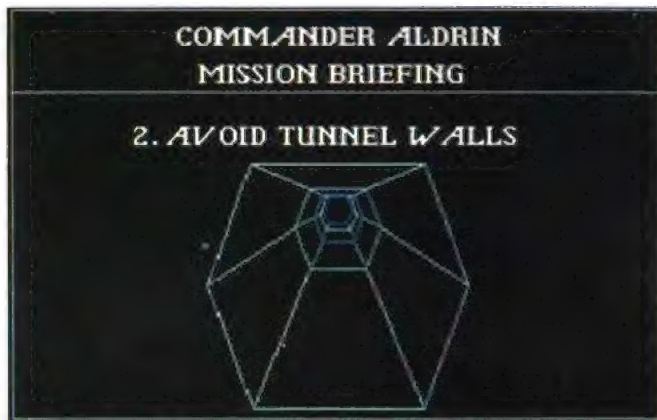 COMMANDER ALDRIN
MISSION BRIEFING
2. AVOID TUNNEL WALLS